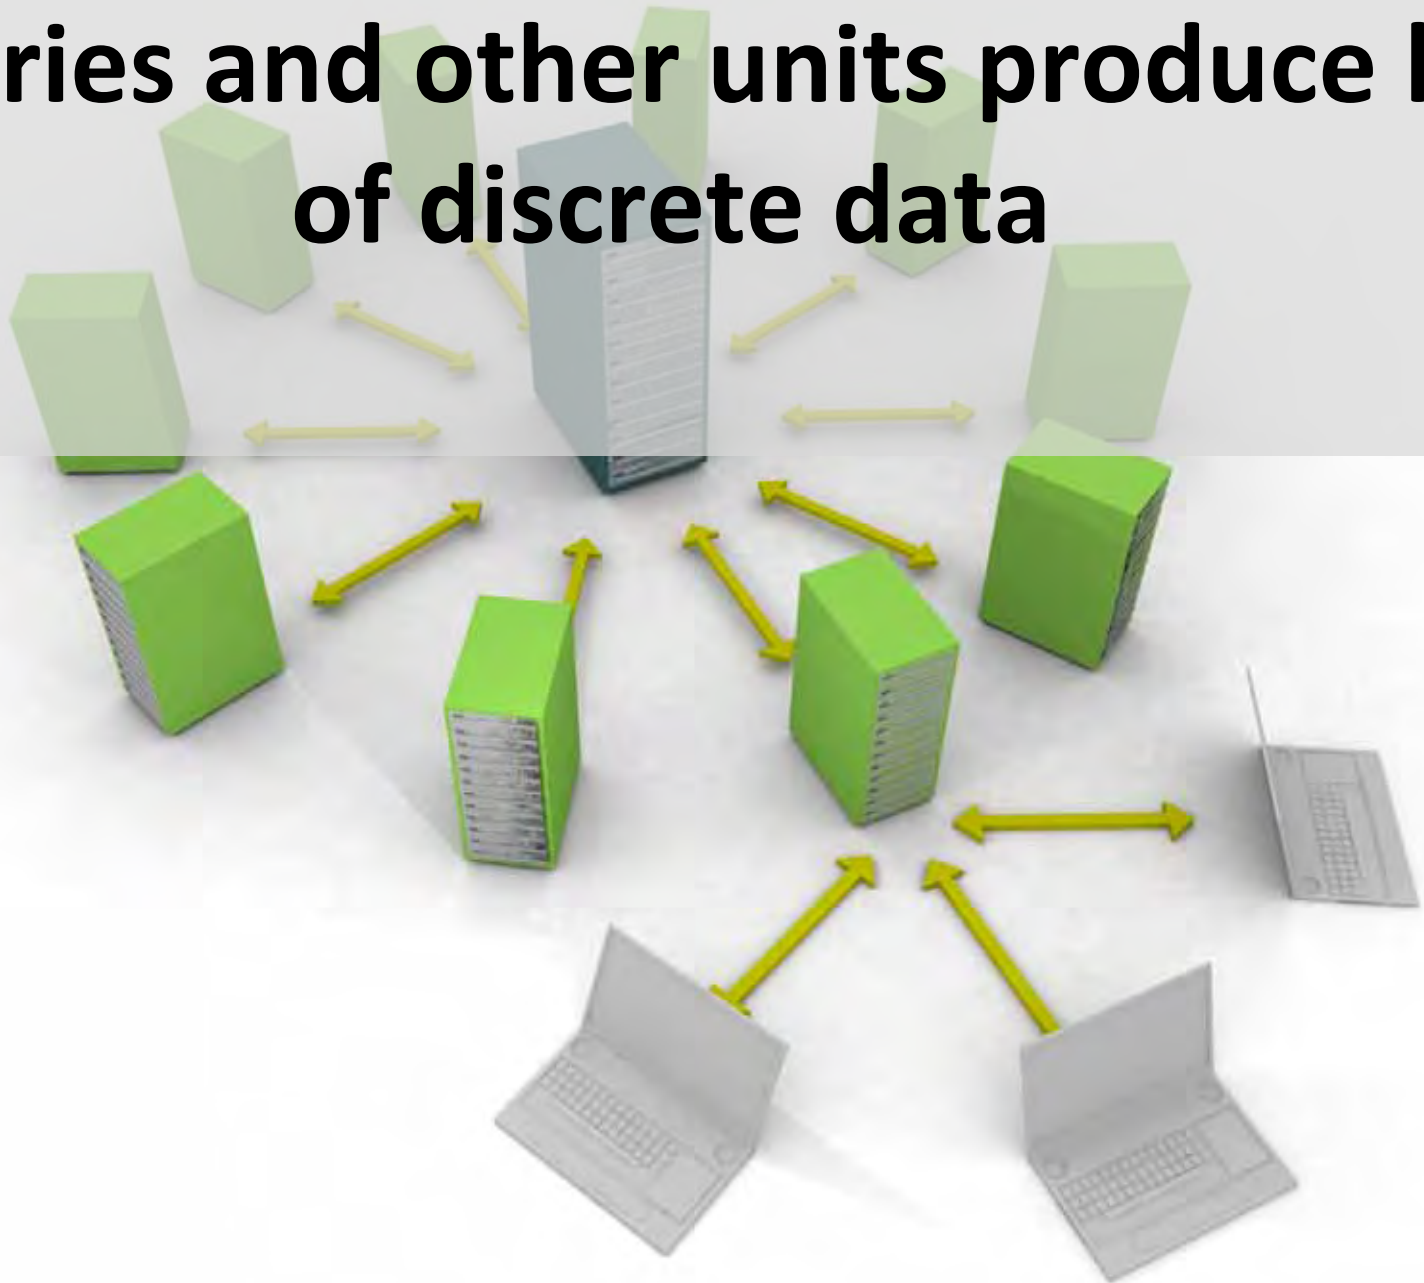 ries and other units produce
of discrete data